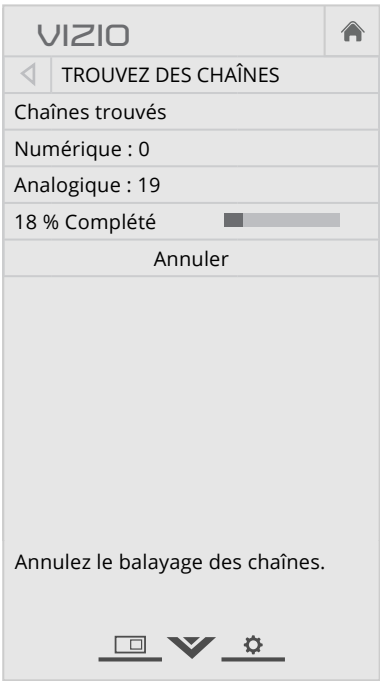 VIZIO
TROUVEZ DES CHAÎNES
Chaînes trouvés
Numérique : 0
Analogique : 19
18 % Complété
Annuler
Annulez le balayage des chaînes.